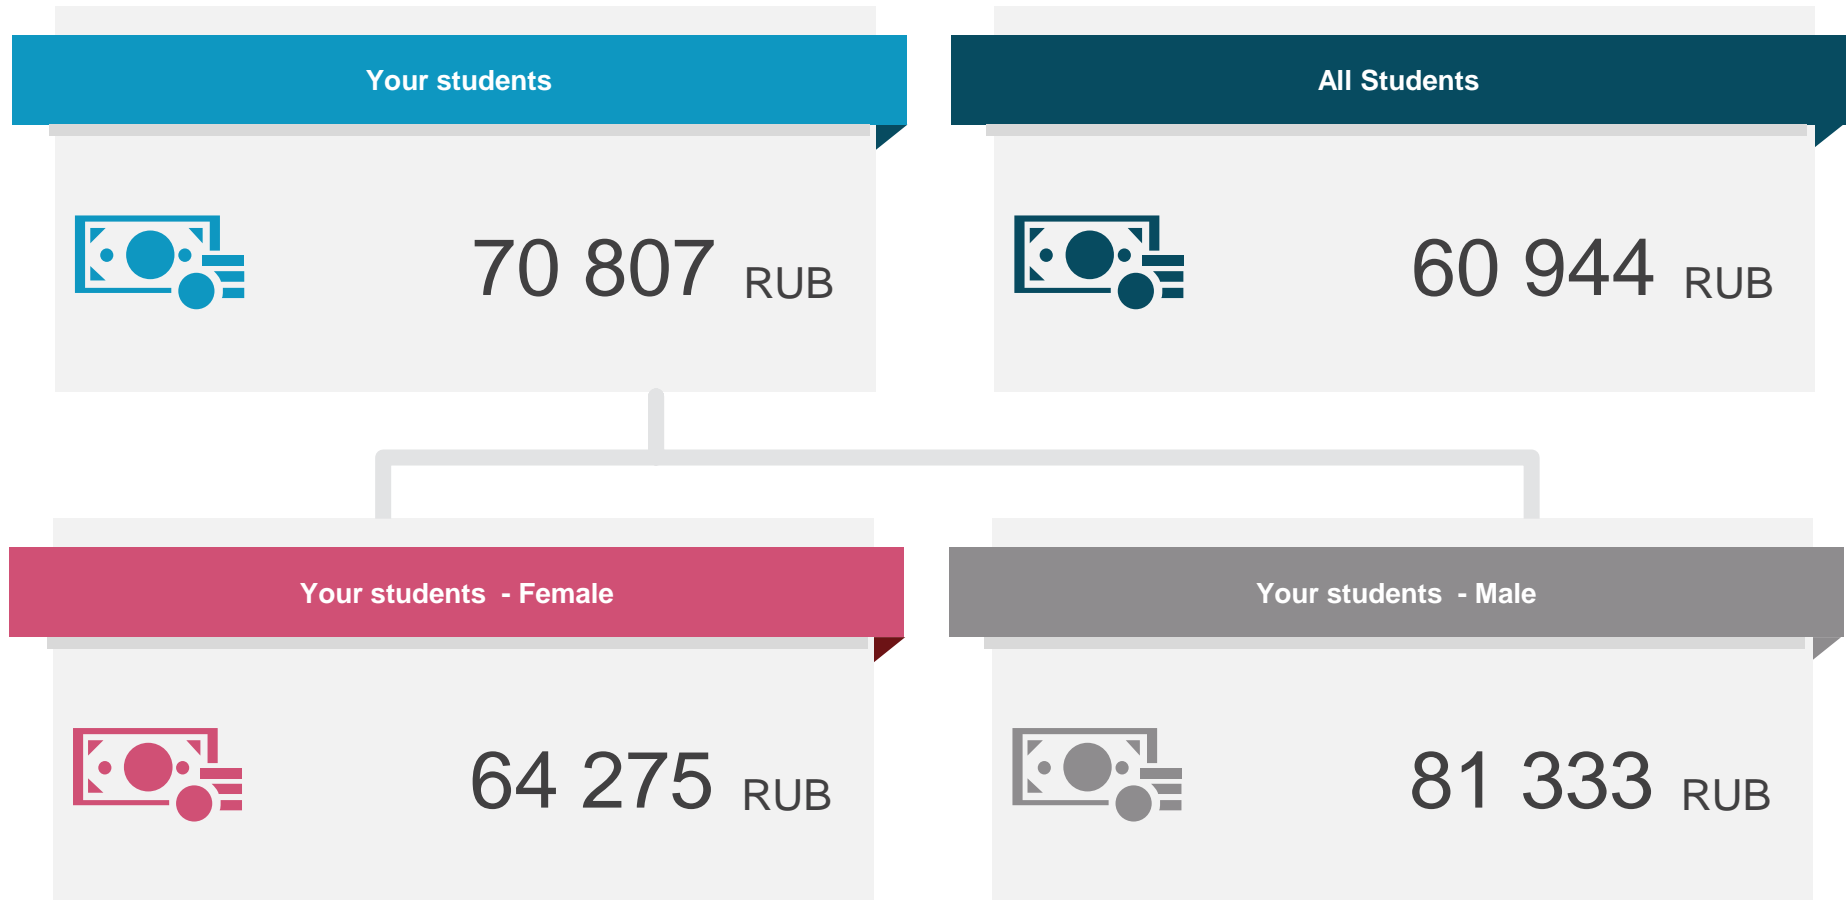 Your students
All Students
70 807 RUB
60 944 RUB
Your students - Female
Your students - Male
64 275 RUB
81 333 RUB